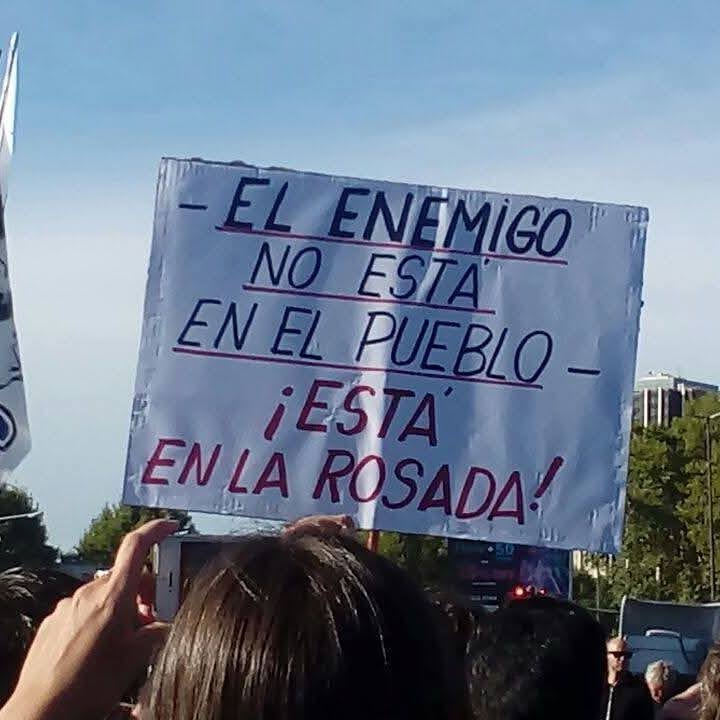 - EL ENEMIGO
NO ESTÁ
EN EL PUEBLO -
¡ESTÁ
EN LA ROSADA!